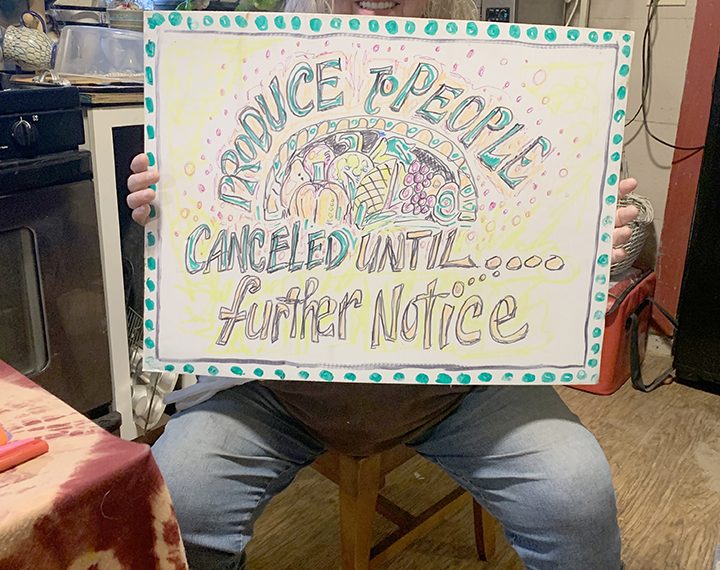 PRODUCE TO PEOPLE
CANCELED UNTIL.....
further Notice